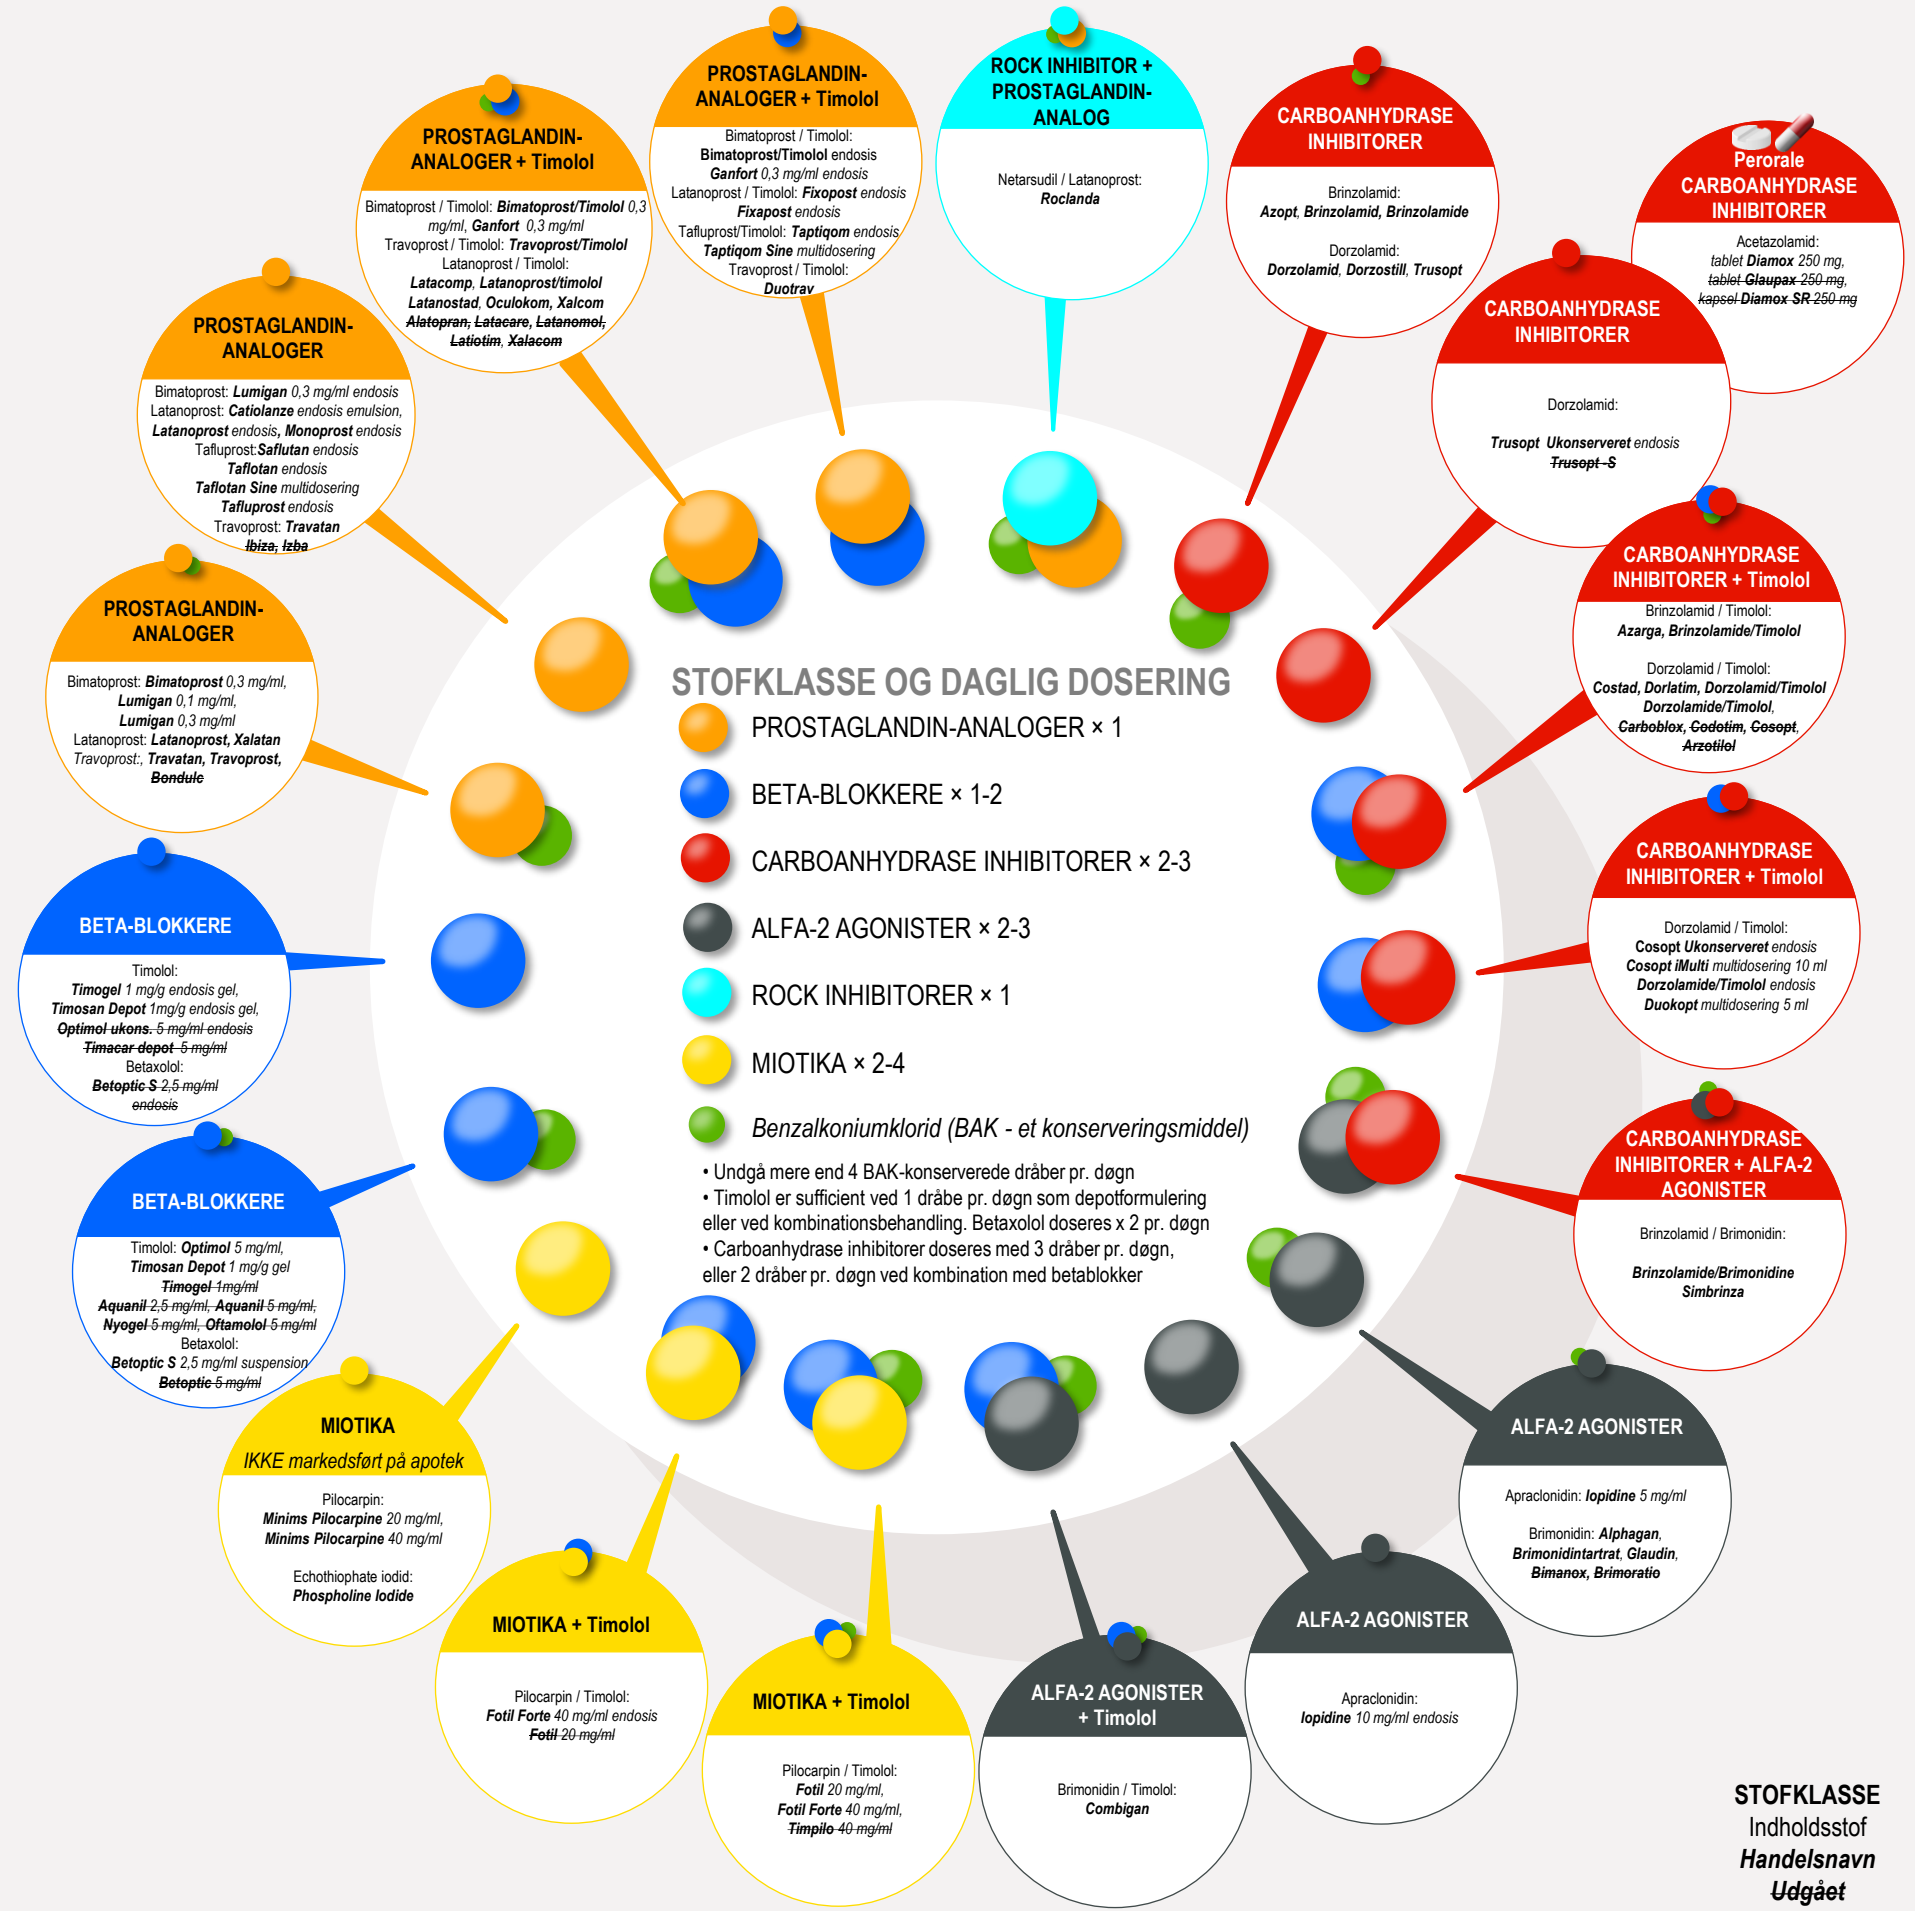 PROSTAGLANDIN-
ANALOGER + Timolol
Bimatoprost / Timolol:
Bimatoprost/Timolol endosis
Ganfort 0,3 mg/ml endosis
Latanoprost / Timolol: Fixopost endosis
Fixapost endosis
Tafluprost/Timolol: Taptiqom endosis
Taptiqom Sine multidosering
Travoprost / Timolol:
Duotrav
ROCK INHIBITOR +
PROSTAGLANDIN-
ANALOG
Netarsudil / Latanoprost:
Roclanda
CARBOANHYDRASE
INHIBITORER
Brinzolamid:
Azopt, Brinzolamid, Brinzolamide
Dorzolamid:
Dorzolamid, Dorzostill, Trusopt
Perorale
CARBOANHYDRASE
INHIBITORER
Acetazolamid:
tablet Diamox 250 mg,
tablet Glaupax 250 mg,
kapsel Diamox SR 250 mg
CARBOANHYDRASE
INHIBITORER
Dorzolamid:
Trusopt Ukonserveret endosis
Trusopt -S
CARBOANHYDRASE
INHIBITORER + Timolol
Brinzolamid / Timolol:
Azarga, Brinzolamide/Timolol
Dorzolamid / Timolol:
Costad, Dorlatim, Dorzolamid/Timolol
Dorzolamide/Timolol,
Carboblox, Codotim, Cosopt,
Arzotilol
CARBOANHYDRASE
INHIBITORER + Timolol
Dorzolamid / Timolol:
Cosopt Ukonserveret endosis
Cosopt iMulti multidosering 10 ml
Dorzolamide/Timolol endosis
Duokopt multidosering 5 ml
CARBOANHYDRASE
INHIBITORER + ALFA-2
AGONISTER
Brinzolamid / Brimonidin:
Brinzolamide/Brimonidine
Simbrinza
ALFA-2 AGONISTER
Apraclonidin: Iopidine 5 mg/ml
Brimonidin: Alphagan,
Brimonidintartrat, Glaudin,
Bimanox, Brimoratio
ALFA-2 AGONISTER
Apraclonidin:
Iopidine 10 mg/ml endosis
ALFA-2 AGONISTER
+ Timolol
Brimonidin / Timolol:
Combigan
MIOTIKA + Timolol
Pilocarpin / Timolol:
Fotil 20 mg/ml,
Fotil Forte 40 mg/ml,
Timpilo 40 mg/ml
MIOTIKA + Timolol
Pilocarpin / Timolol:
Fotil Forte 40 mg/ml endosis
Fotil 20 mg/ml
MIOTIKA
IKKE markedsført på apotek
Pilocarpin:
Minims Pilocarpine 20 mg/ml,
Minims Pilocarpine 40 mg/ml
Echothiophate iodid:
Phospholine Iodide
BETA-BLOKKERE
Timolol: Optimol 5 mg/ml,
Timosan Depot 1 mg/g gel
Timogel 1mg/ml
Aquanil 2,5 mg/ml, Aquanil 5 mg/ml,
Nyogel 5 mg/ml, Oftamolol 5 mg/ml
Betaxolol:
Betoptic S 2,5 mg/ml suspension
Betoptic 5 mg/ml
BETA-BLOKKERE
Timolol:
Timogel 1 mg/g endosis gel,
Timosan Depot 1mg/g endosis gel,
Optimol ukons. 5 mg/ml endosis
Timacar depot 5 mg/ml
Betaxolol:
Betoptic S 2,5 mg/ml
endosis
PROSTAGLANDIN-
ANALOGER
Bimatoprost: Bimatoprost 0,3 mg/ml,
Lumigan 0,1 mg/ml,
Lumigan 0,3 mg/ml
Latanoprost: Latanoprost, Xalatan
Travoprost:, Travatan, Travoprost,
Bondulc
PROSTAGLANDIN-
ANALOGER
Bimatoprost: Lumigan 0,3 mg/ml endosis
Latanoprost: Catiolanze endosis emulsion,
Latanoprost endosis, Monoprost endosis
Tafluprost:Saflutan endosis
Taflotan endosis
Taflotan Sine multidosering
Tafluprost endosis
Travoprost: Travatan
Ibiza, Izba
PROSTAGLANDIN-
ANALOGER + Timolol
Bimatoprost / Timolol: Bimatoprost/Timolol 0,3
mg/ml, Ganfort 0,3 mg/ml
Travoprost / Timolol: Travoprost/Timolol
Latanoprost / Timolol:
Latacomp, Latanoprost/timolol
Latanostad, Oculokom, Xalcom
Alatopran, Latacare, Latanomol,
Latiotim, Xalacom
STOFKLASSE OG DAGLIG DOSERING
PROSTAGLANDIN-ANALOGER × 1
BETA-BLOKKERE × 1-2
CARBOANHYDRASE INHIBITORER × 2-3
ALFA-2 AGONISTER × 2-3
ROCK INHIBITORER × 1
MIOTIKA × 2-4
Benzalkoniumklorid (BAK - et konserveringsmiddel)
• Undgå mere end 4 BAK-konserverede dråber pr. døgn
• Timolol er sufficient ved 1 dråbe pr. døgn som depotformulering
eller ved kombinationsbehandling. Betaxolol doseres x 2 pr. døgn
• Carboanhydrase inhibitorer doseres med 3 dråber pr. døgn,
eller 2 dråber pr. døgn ved kombination med betablokker
STOFKLASSE
Indholdsstof
Handelsnavn
Udgået